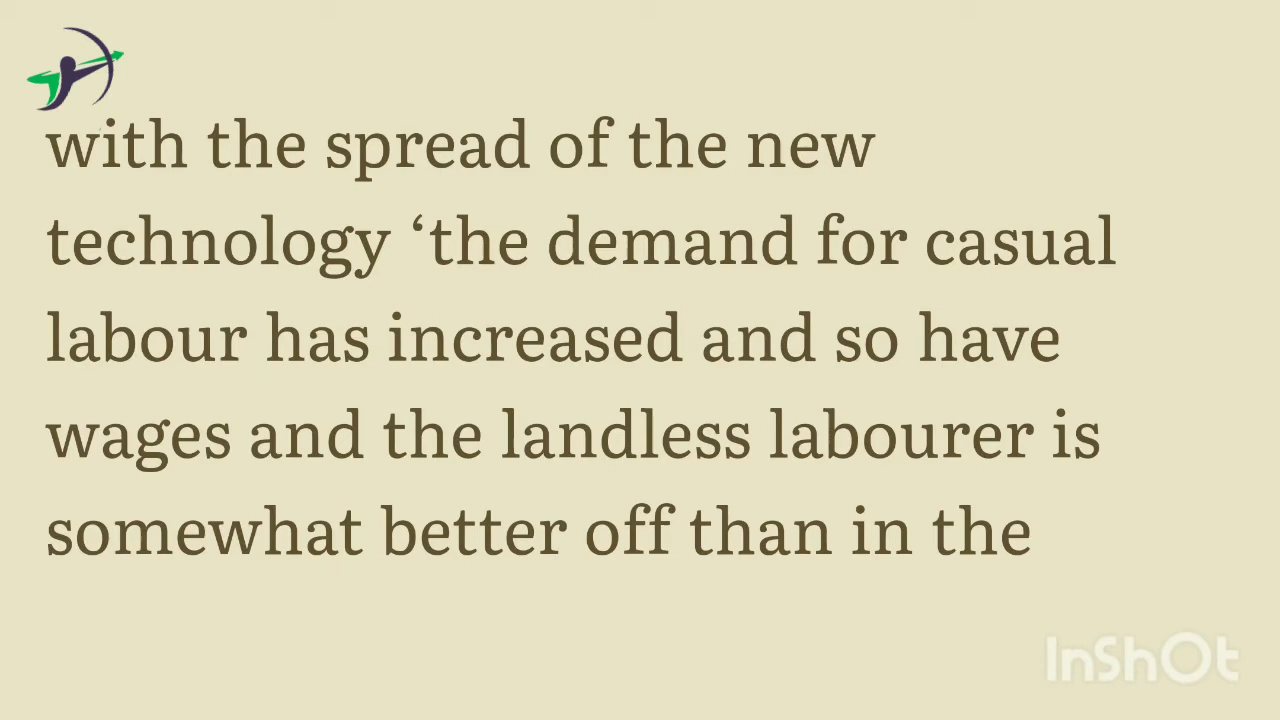 with the spread of the new
technology ‘the demand for casual
labour has increased and so have
wages and the landless labourer is
somewhat better off than in the
InShOt